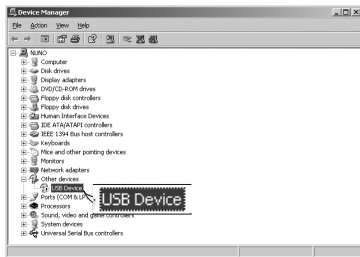 Device Manager
File Action View Help
NUNO
Computer
Disk drives
Display adapters
DVD/CD-ROM drives
Floppy disk controllers
Floppy disk drives
Human Interface Devices
IDE ATA/ATAPI controllers
IEEE 1394 Bus host controllers
Keyboards
Mice and other pointing devices
Monitors
Network adapters
Other devices
USB Device
USB Device
Ports (COM & LP
Processors
Sound, video and game controllers
System devices
Universal Serial Bus controllers